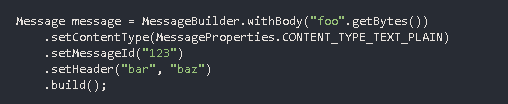 Message message = MessageBuilder.withBody("foo".getBytes())
    .setContentType(MessageProperties.CONTENT_TYPE_TEXT_PLAIN)
    .setMessageId("123")
    .setHeader("bar", "baz")
    .build();